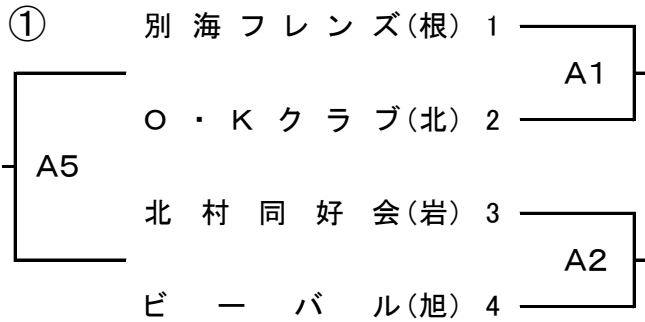 ① 別海フレンズ(根) 1
A1
O・Kクラブ(北) 2
A5
北村同好会(岩) 3
A2
ビーバル(旭) 4